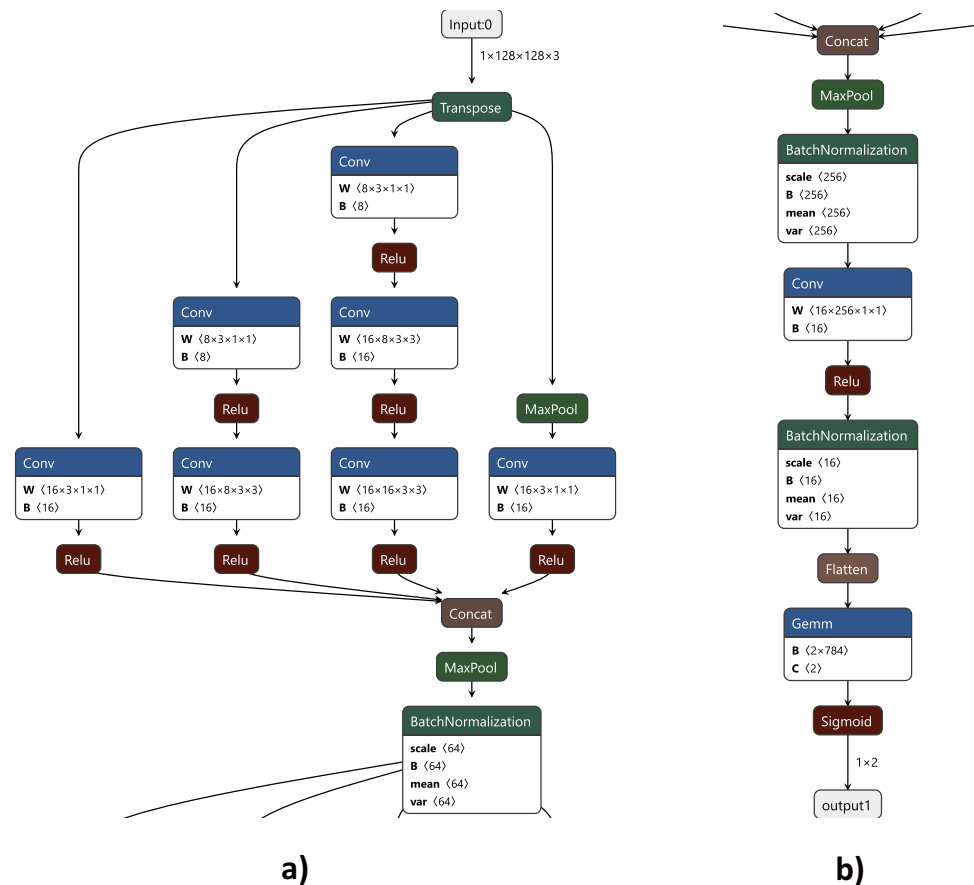 Input:0
1×128×128×3
Transpose
Conv
W ⟨8×3×1×1⟩
B ⟨8⟩
Relu
Conv
W ⟨8×3×1×1⟩
B ⟨8⟩
Conv
W ⟨16×8×3×3⟩
B ⟨16⟩
Relu
Relu
MaxPool
Conv
W ⟨16×3×1×1⟩
B ⟨16⟩
Conv
W ⟨16×8×3×3⟩
B ⟨16⟩
Conv
W ⟨16×16×3×3⟩
B ⟨16⟩
Conv
W ⟨16×3×1×1⟩
B ⟨16⟩
Relu
Relu
Relu
Relu
Concat
MaxPool
BatchNormalization
scale ⟨64⟩
B ⟨64⟩
mean ⟨64⟩
var ⟨64⟩
a)
Concat
MaxPool
BatchNormalization
scale ⟨256⟩
B ⟨256⟩
mean ⟨256⟩
var ⟨256⟩
Conv
W ⟨16×256×1×1⟩
B ⟨16⟩
Relu
BatchNormalization
scale ⟨16⟩
B ⟨16⟩
mean ⟨16⟩
var ⟨16⟩
Flatten
Gemm
B ⟨2×784⟩
C ⟨2⟩
Sigmoid
1×2
output1
b)